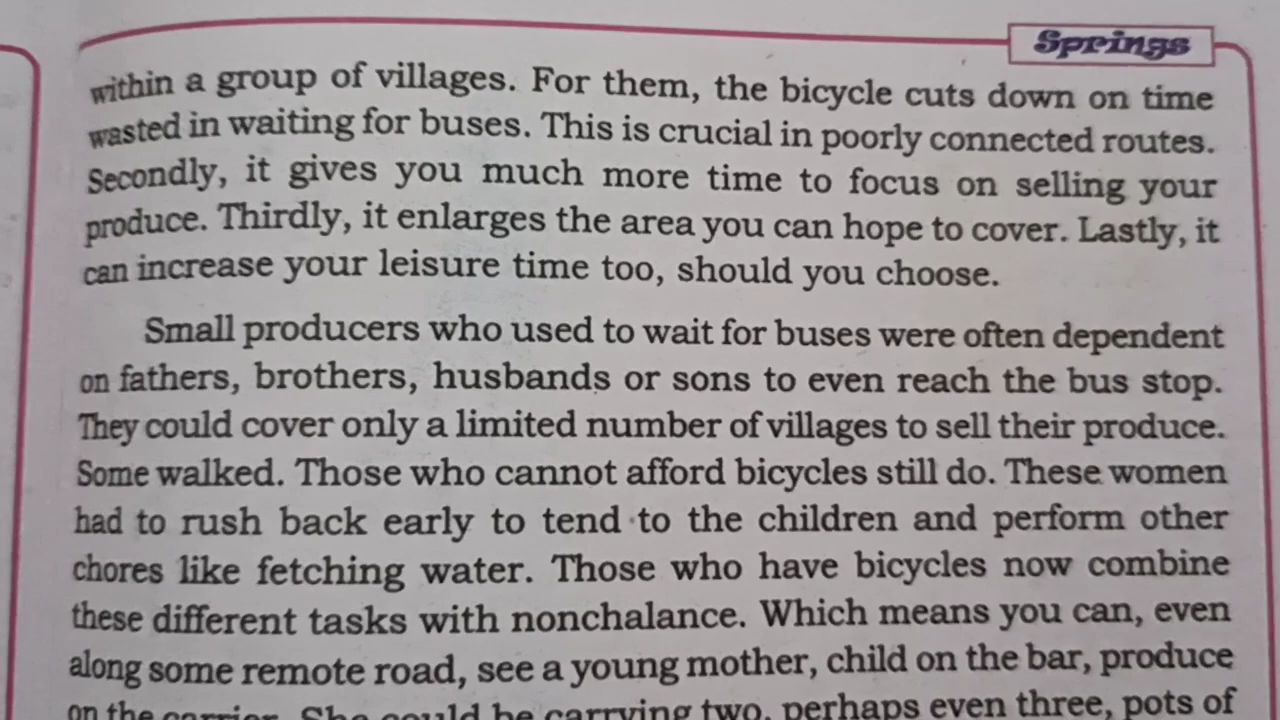 Springs
within a group of villages. For them, the bicycle cuts down on time
wasted in waiting for buses. This is crucial in poorly connected routes.
Secondly, it gives you much more time to focus on selling your
produce. Thirdly, it enlarges the area you can hope to cover. Lastly, it
can increase your leisure time too, should you choose.
Small producers who used to wait for buses were often dependent
on fathers, brothers, husbands or sons to even reach the bus stop.
They could cover only a limited number of villages to sell their produce.
Some walked. Those who cannot afford bicycles still do. These women
had to rush back early to tend to the children and perform other
chores like fetching water. Those who have bicycles now combine
these different tasks with nonchalance. Which means you can, even
along some remote road, see a young mother, child on the bar, produce
on the carrier. She could be carrying two, perhaps even three, pots of